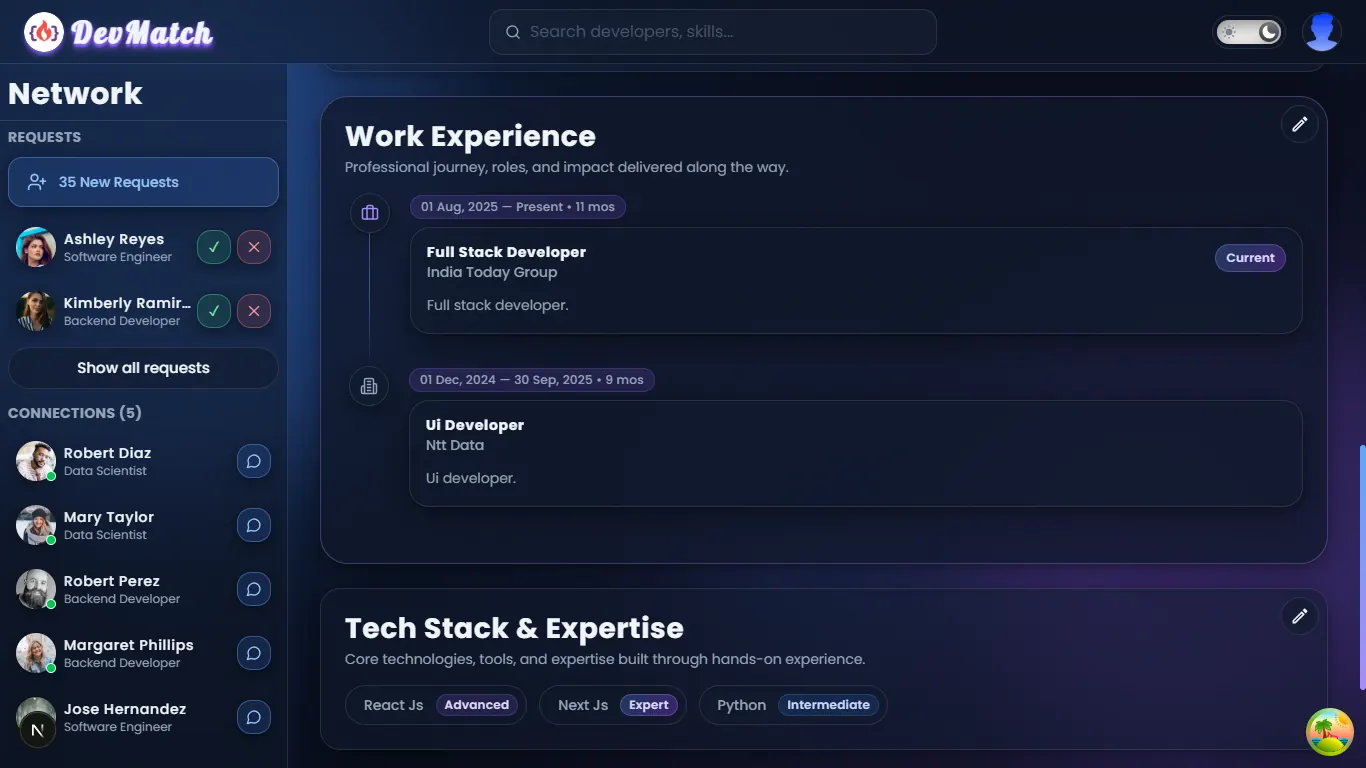 DevMatch
Search developers, skills...
Network
REQUESTS
35 New Requests
Ashley Reyes
Software Engineer
✓ ✕
Kimberly Ramir...
Backend Developer
✓ ✕
Show all requests
CONNECTIONS (5)
Robert Diaz
Data Scientist
Mary Taylor
Data Scientist
Robert Perez
Backend Developer
Margaret Phillips
Backend Developer
Jose Hernandez
Software Engineer
N
Work Experience
Professional journey, roles, and impact delivered along the way.
01 Aug, 2025 — Present • 11 mos
Full Stack Developer
Current
India Today Group
Full stack developer.
01 Dec, 2024 — 30 Sep, 2025 • 9 mos
Ui Developer
Ntt Data
Ui developer.
Tech Stack & Expertise
Core technologies, tools, and expertise built through hands-on experience.
React Js Advanced Next Js Expert Python Intermediate